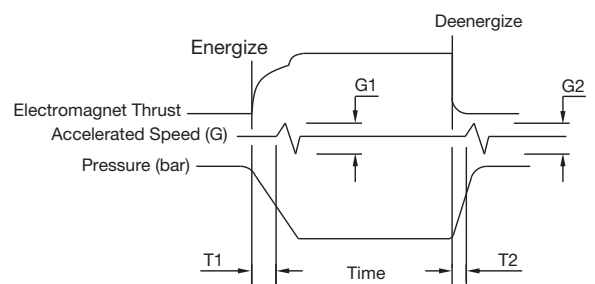 Deenergize
Energize
G1
G2
Electromagnet Thrust
Accelerated Speed (G)
Pressure (bar)
T1
Time
T2